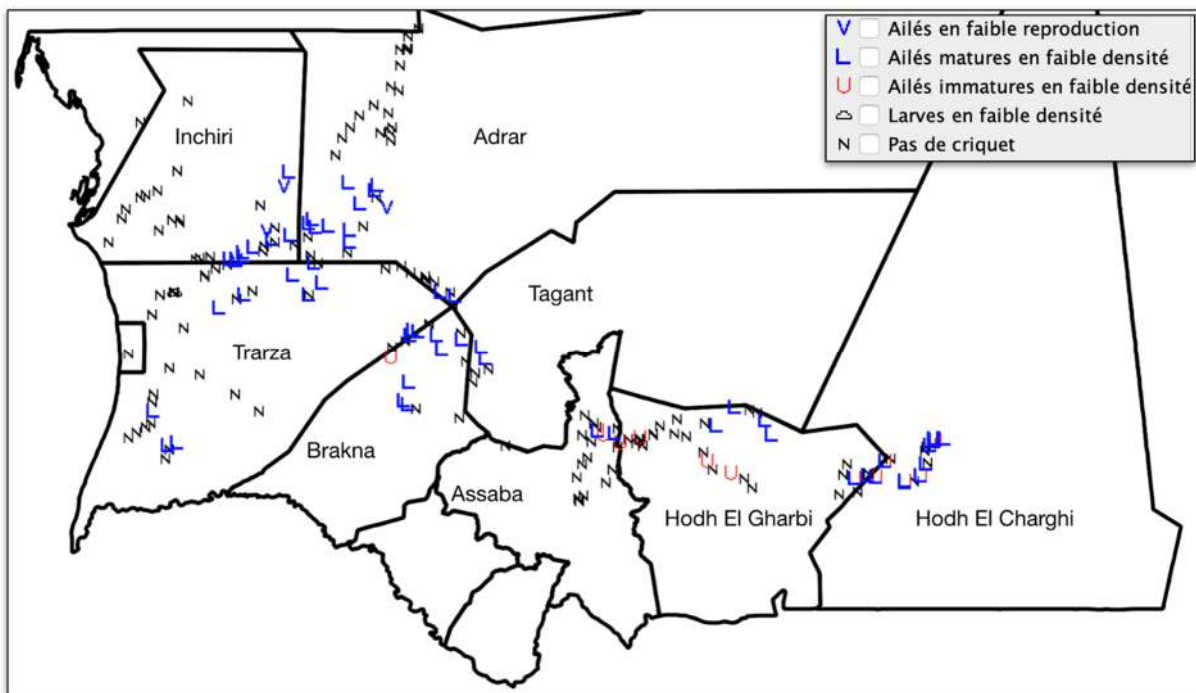 V Ailés en faible reproduction
L Ailés matures en faible densité
U Ailés immatures en faible densité
Larves en faible densité
N Pas de criquet
Inchiri
Adrar
Tagant
Trarza
Brakna
Assaba
Hodh El Gharbi
Hodh El Charghi